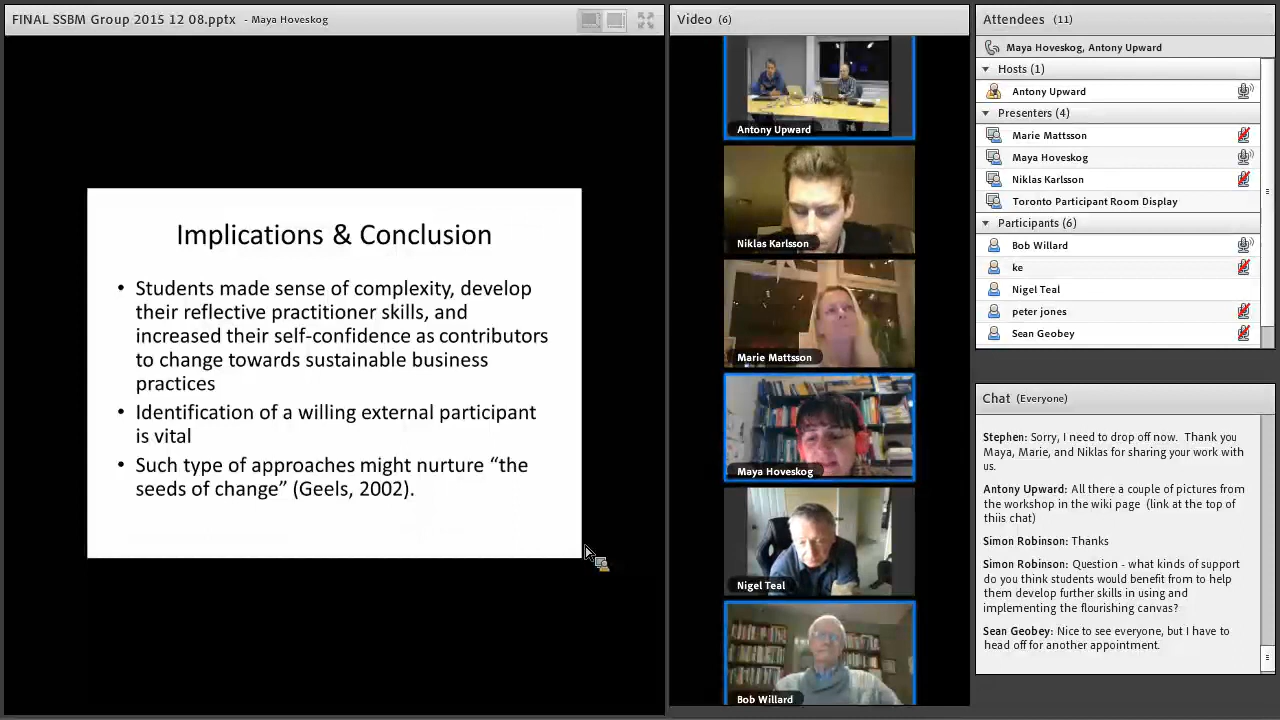 FINAL SSBM Group 2015 12 08.pptx - Maya Hoveskog
Implications & Conclusion
• Students made sense of complexity, develop
their reflective practitioner skills, and
increased their self-confidence as contributors
to change towards sustainable business
practices
• Identification of a willing external participant
is vital
• Such type of approaches might nurture “the
seeds of change” (Geels, 2002).
Video (6)
Antony Upward
Niklas Karlsson
Marie Mattsson
Maya Hoveskog
Nigel Teal
Bob Willard
Attendees (11)
Maya Hoveskog, Antony Upward
Hosts (1)
Antony Upward
Presenters (4)
Marie Mattsson
Maya Hoveskog
Niklas Karlsson
Toronto Participant Room Display
Participants (6)
Bob Willard
ke
Nigel Teal
peter jones
Sean Geobey
Chat (Everyone)
Stephen: Sorry, I need to drop off now. Thank you
Maya, Marie, and Niklas for sharing your work with
us.
Antony Upward: All there a couple of pictures from
the workshop in the wiki page (link at the top of
thiis chat)
Simon Robinson: Thanks
Simon Robinson: Question - what kinds of support
do you think students would benefit from to help
them develop further skills in using and
implementing the flourishing canvas?
Sean Geobey: Nice to see everyone, but I have to
head off for another appointment.